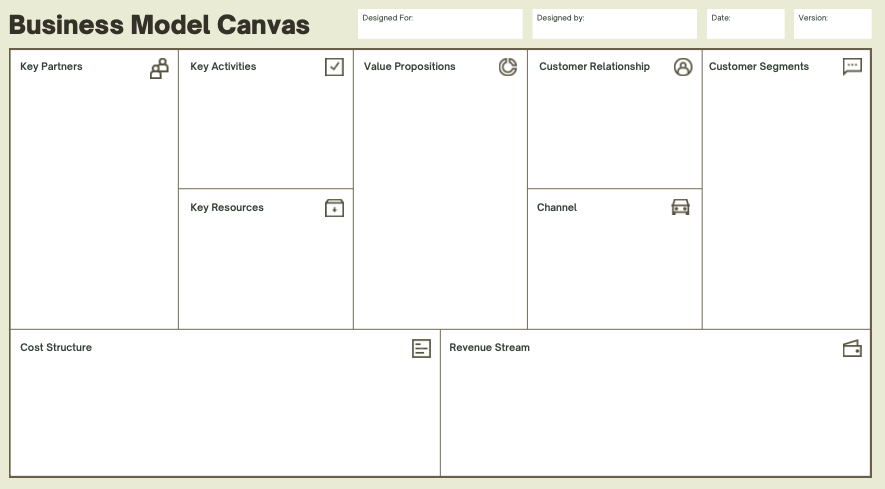 Business Model Canvas
Designed For:
Designed by:
Date:
Version:
Key Partners
Key Activities
Value Propositions
Customer Relationship
Customer Segments
Key Resources
Channel
Cost Structure
Revenue Stream